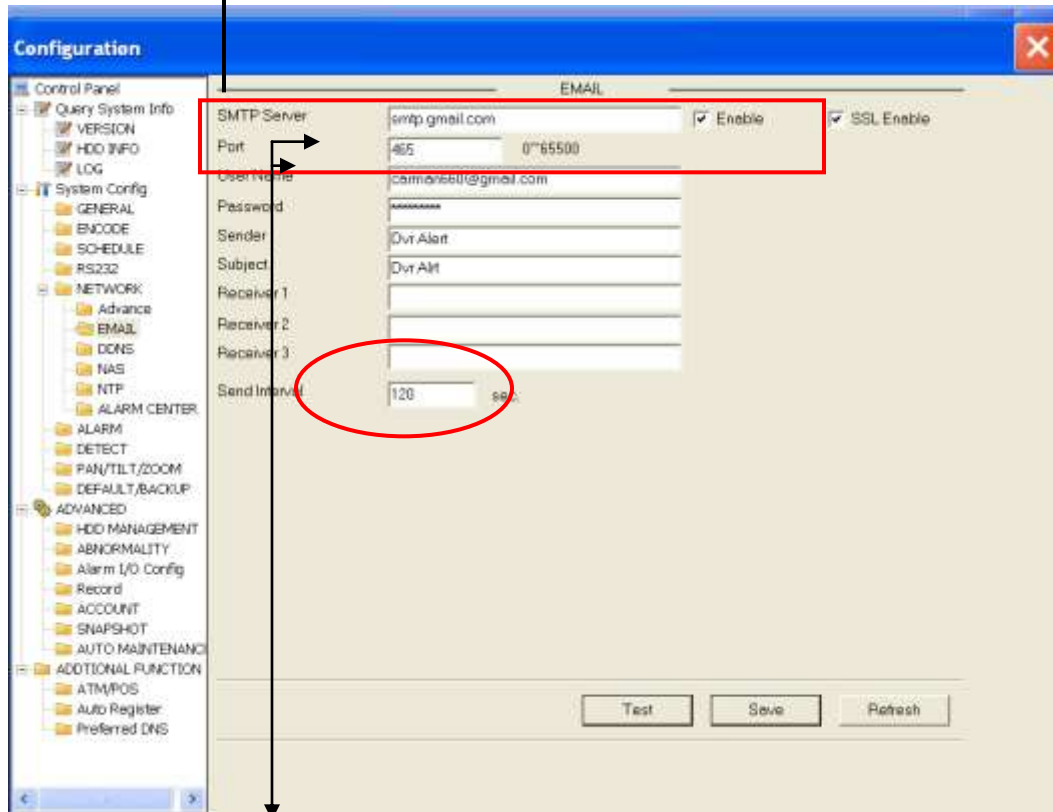 Configuration
Control Panel
Query System Info
VERSION
HDD INFO
LOG
System Config
GENERAL
ENCODE
SCHEDULE
RS232
NETWORK
Advance
EMAIL
DDNS
NAS
NTP
ALARM CENTER
ALARM
DETECT
PAN/TILT/ZOOM
DEFAULT/BACKUP
ADVANCED
HDD MANAGEMENT
ABNORMALITY
Alarm I/O Config
Record
ACCOUNT
SNAPSHOT
AUTO MAINTENANC
ADDTIONAL FUNCTION
ATM/POS
Auto Register
Preferred DNS
EMAIL
SMTP Server smtp.gmail.com Enable SSL Enable
Port 465 0~65500
User Name
Password **********
Sender Dvr Alert
Subject Dvr Alrt
Receiver 1
Receiver 2
Receiver 3
Send Interval 120 sec.
Test Save Refresh